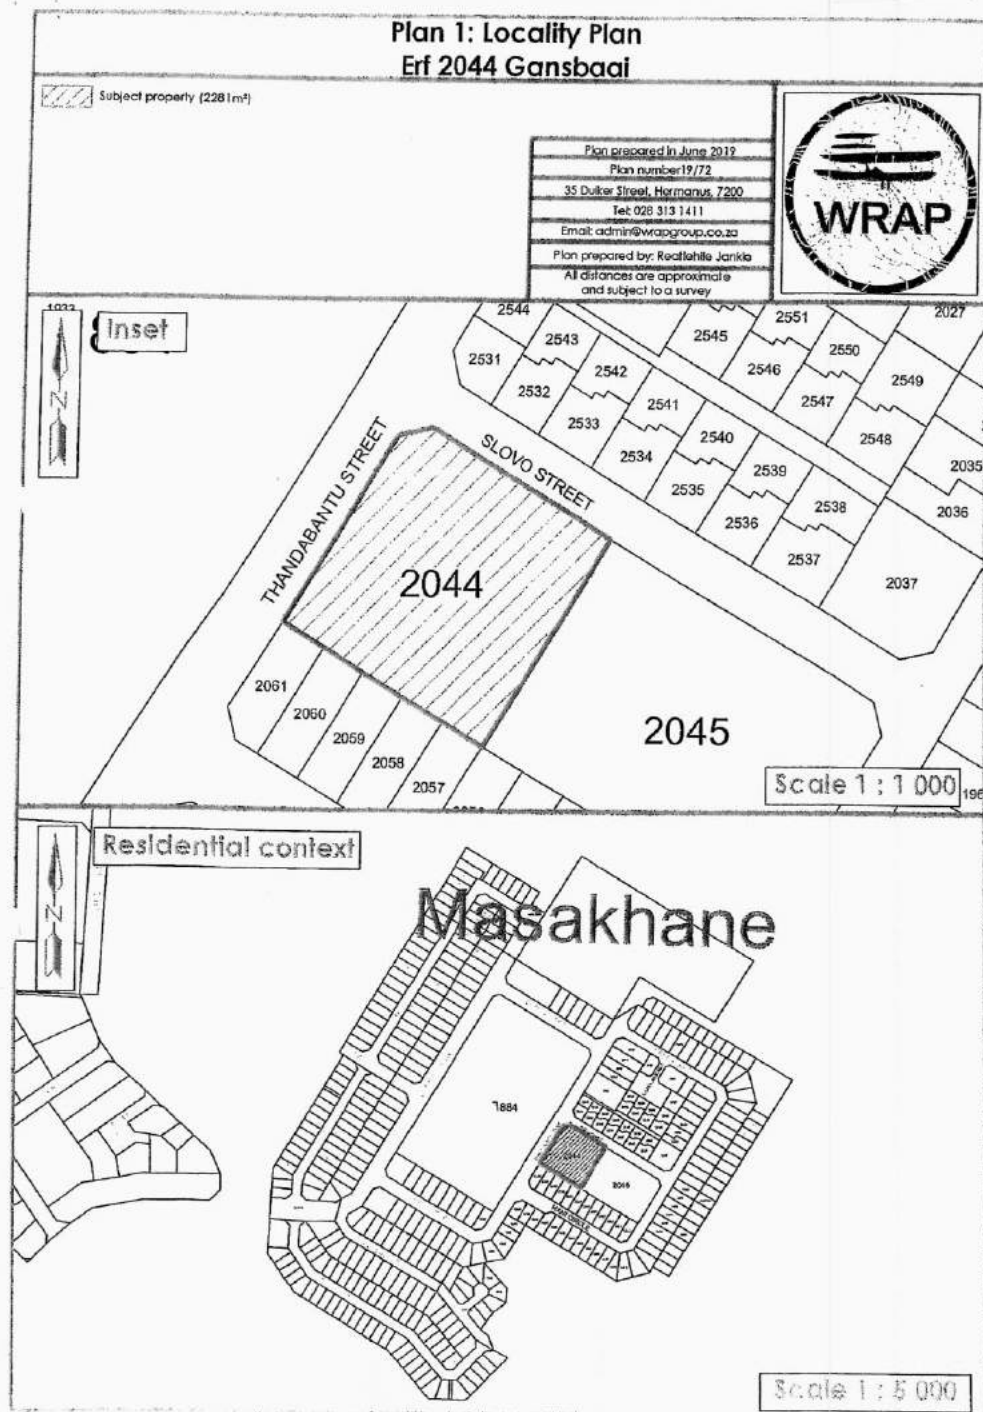 Plan 1: Locality Plan
Erf 2044 Gansbaai
Subject property (2281m²)
Plan prepared in June 2019
Plan number19/72
35 Duiker Street, Hermanus, 7200
Tel: 028 313 1411
Email: admin@wrapgroup.co.za
Plan prepared by: Reatlehile Jankie
All distances are approximate
and subject to a survey
WRAP
Inset
N
THANDABANTU STREET
SLOVO STREET
2544
2543
2531
2532
2542
2533
2541
2534
2540
2535
2539
2536
2538
2537
2545
2551
2546
2550
2547
2549
2548
2027
2035
2036
2037
2044
2045
2061
2060
2059
2058
2057
Scale 1 : 1 000
Residential context
N
Masakhane
2045
Scale 1 : 5 000